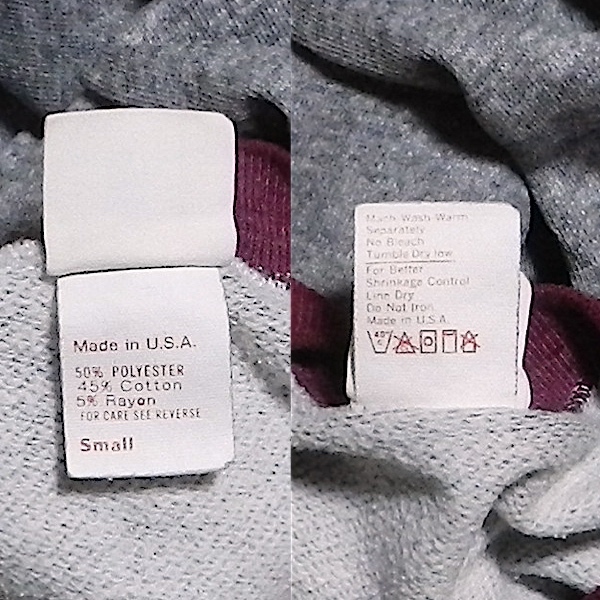 Made in U.S.A.
50% POLYESTER
45% Cotton
5% Rayon
FOR CARE SEE REVERSE
Small
Mach Wash Warm
Separately
No Bleach
Tumble Dry low
For Better
Shrinkage Control
Line Dry
Do Not Iron
Made in U.S.A.